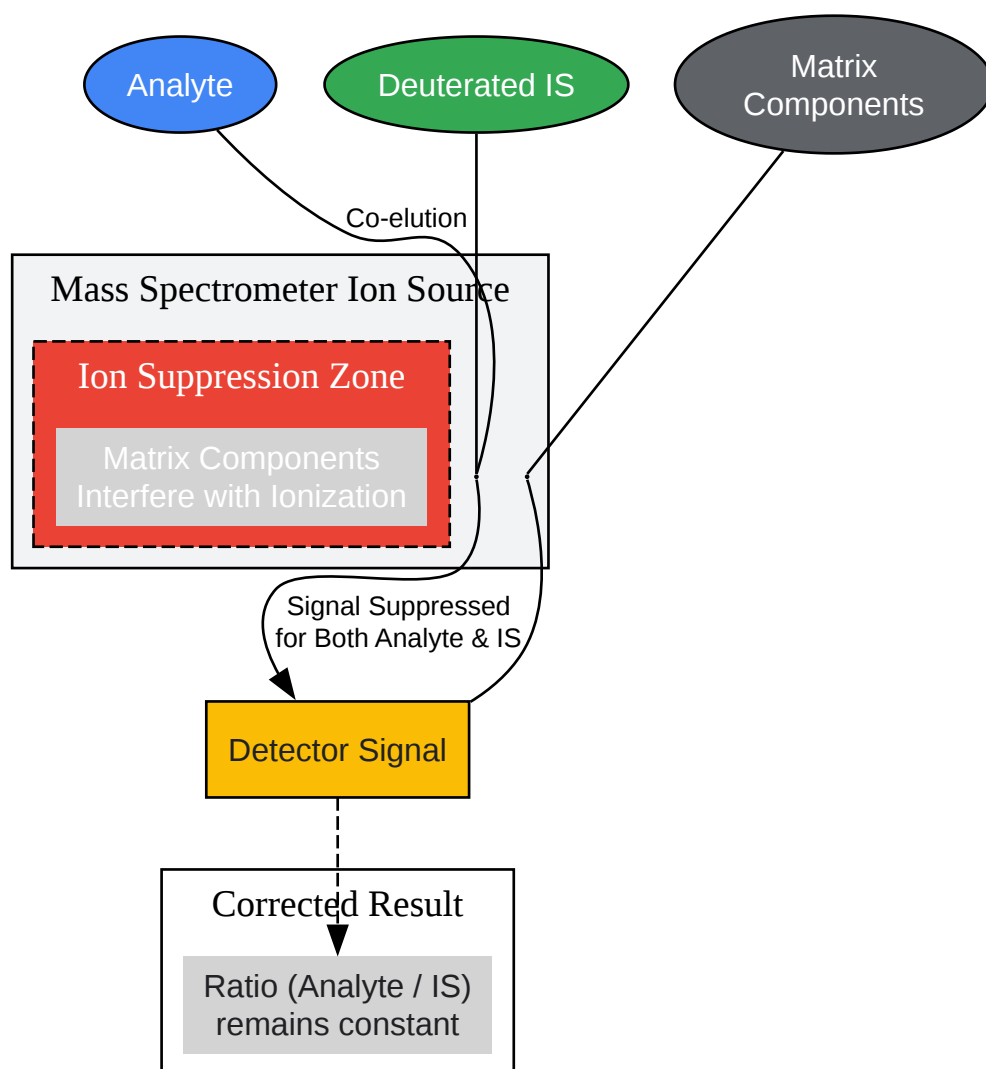 Analyte
Deuterated IS
Matrix
Components
Co-elution
Mass Spectrometer Ion Source
Ion Suppression Zone
Matrix Components
Interfere with Ionization
Signal Suppressed
for Both Analyte & IS
Detector Signal
Corrected Result
Ratio (Analyte / IS)
remains constant